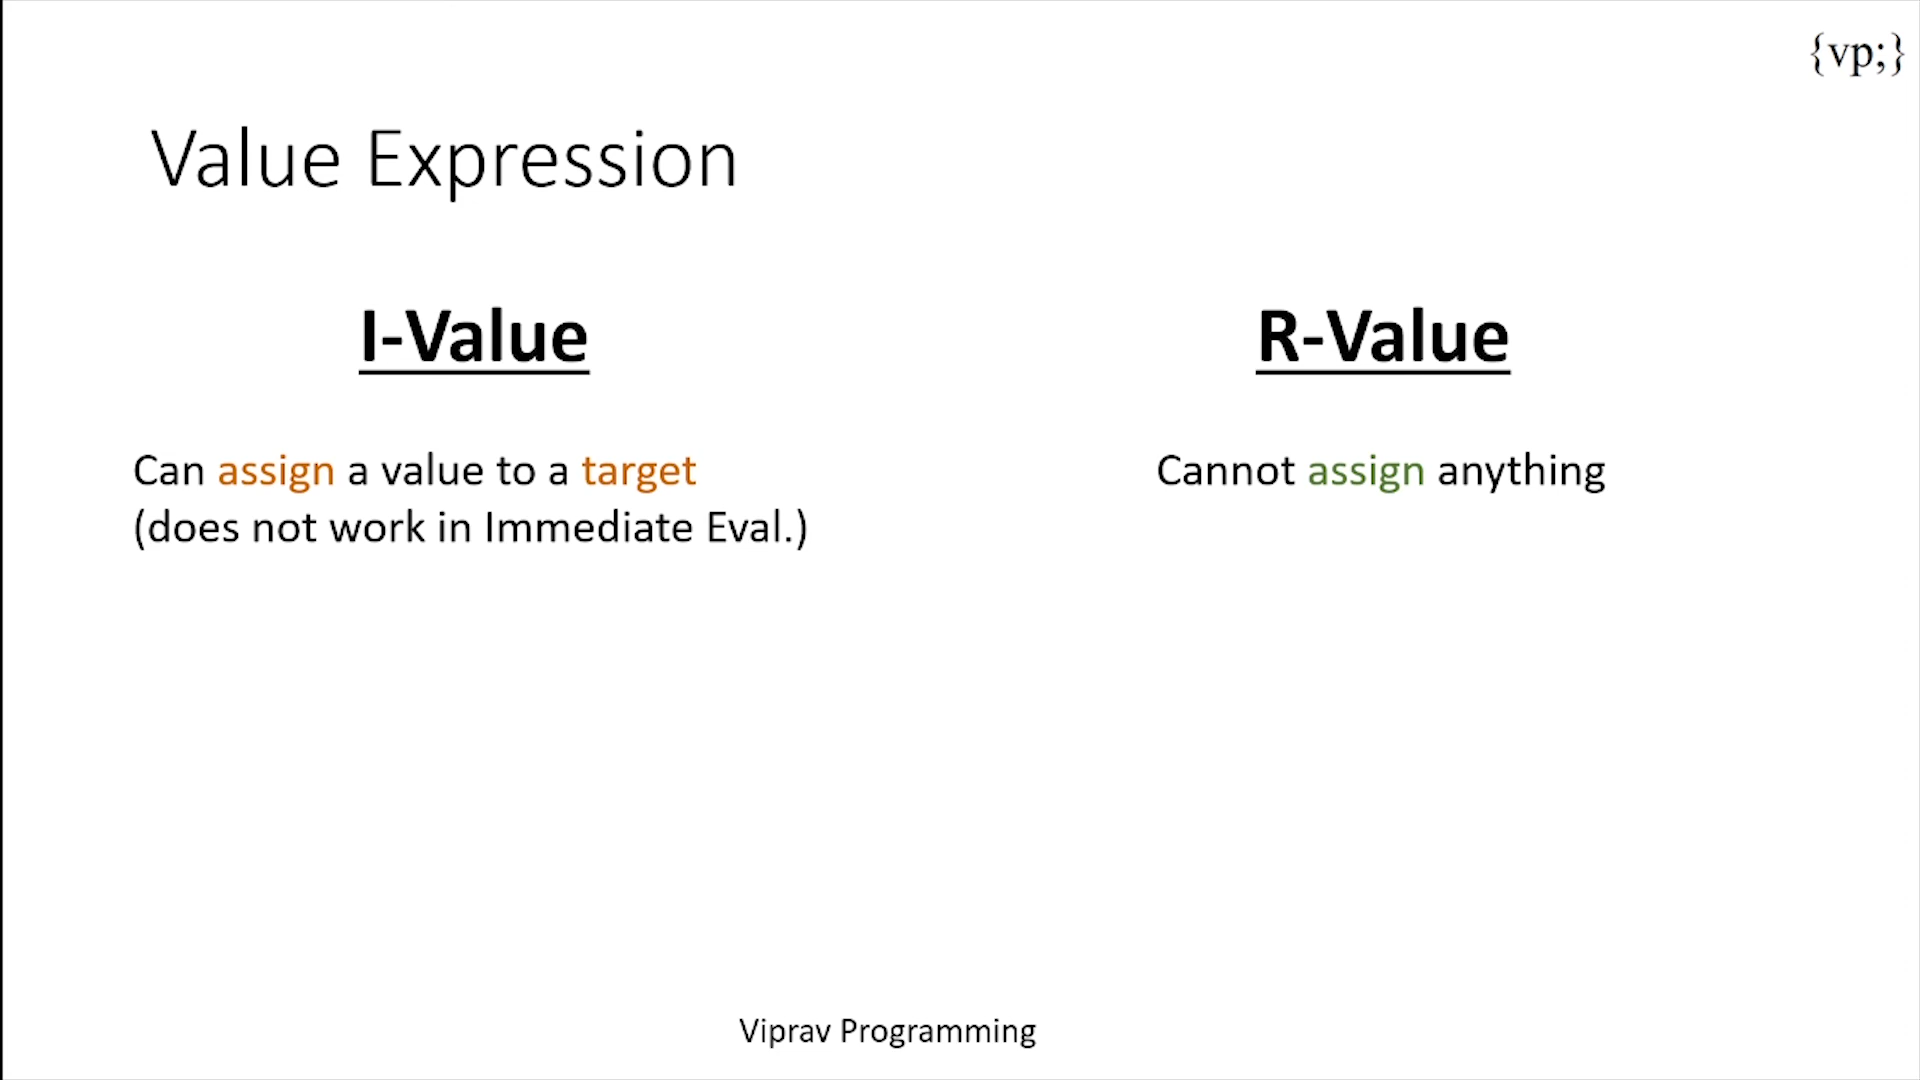 {vp;}
Value Expression
l-Value
R-Value
Can assign a value to a target
(does not work in Immediate Eval.)
Cannot assign anything
Viprav Programming